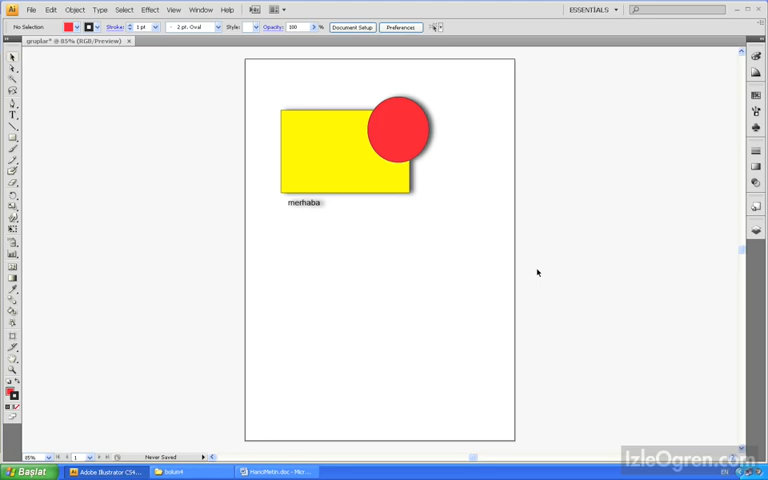 Ai File Edit Object Type Select Effect View Window Help ESSENTIALS
No Selection Stroke: 1 pt 2 pt. Oval Style: Opacity: 100 % Document Setup Preferences
gruplar* @ 85% (RGB/Preview)
merhaba
85% 1 Never Saved
IzleOgren.com
Başlat Adobe Illustrator CS4... bolum4 HariciMetin.doc - Micr... EN